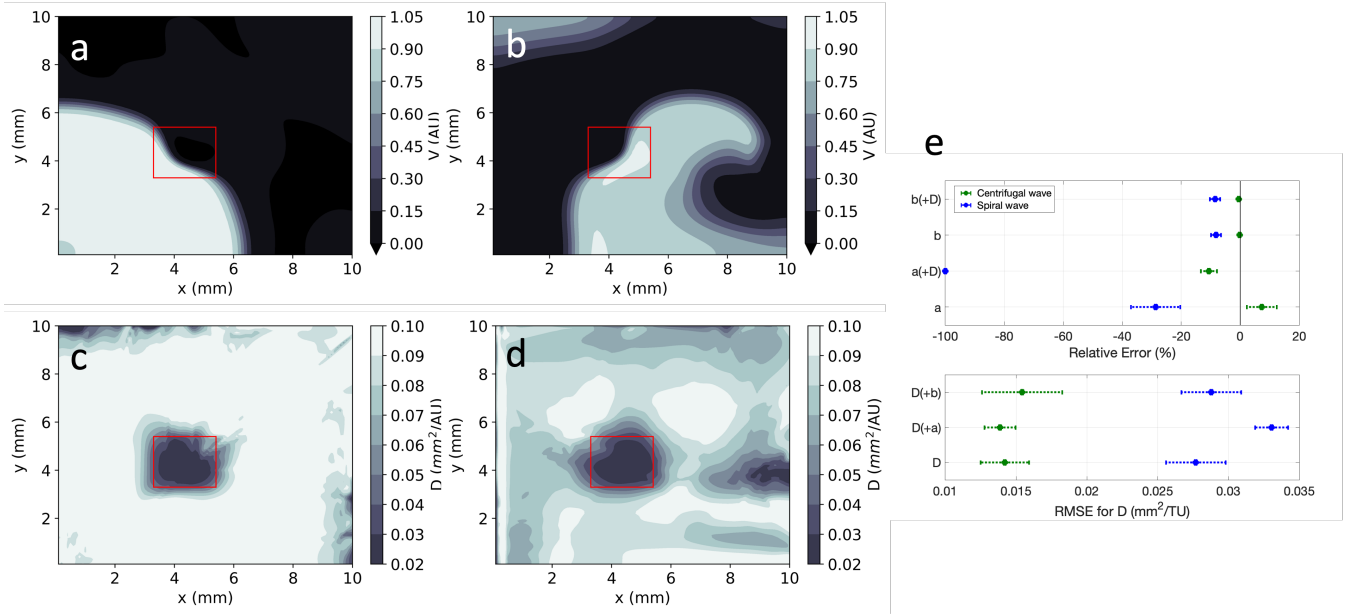 a
10
8
6
4
2
y (mm)
2 4 6 8 10
x (mm)
1.05
0.90
0.75
0.60
0.45
0.30
0.15
0.00
V (AU)
b
y (mm)
8
6
4
2
2 4 6 8 10
x (mm)
1.05
0.90
0.75
0.60
0.45
0.30
0.15
0.00
V (AU)
c
10
8
6
4
2
y (mm)
2 4 6 8 10
x (mm)
0.10
0.09
0.08
0.07
0.06
0.05
0.04
0.03
0.02
D (mm²/AU)
d
10
8
6
4
2
y (mm)
2 4 6 8 10
x (mm)
0.10
0.09
0.08
0.07
0.06
0.05
0.04
0.03
0.02
D (mm²/AU)
e
Centrifugal wave
Spiral wave
b(+D)
b
a(+D)
a
-100 -80 -60 -40 -20 0 20
Relative Error (%)
D(+b)
D(+a)
D
0.01 0.015 0.02 0.025 0.03 0.035
RMSE for D (mm²/TU)